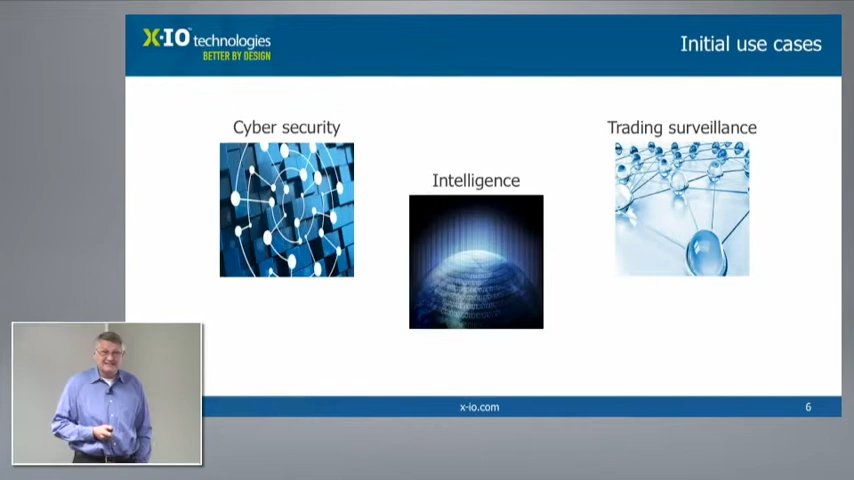 X-IO technologies
BETTER BY DESIGN
Initial use cases
Cyber security
Intelligence
Trading surveillance
x-io.com
6